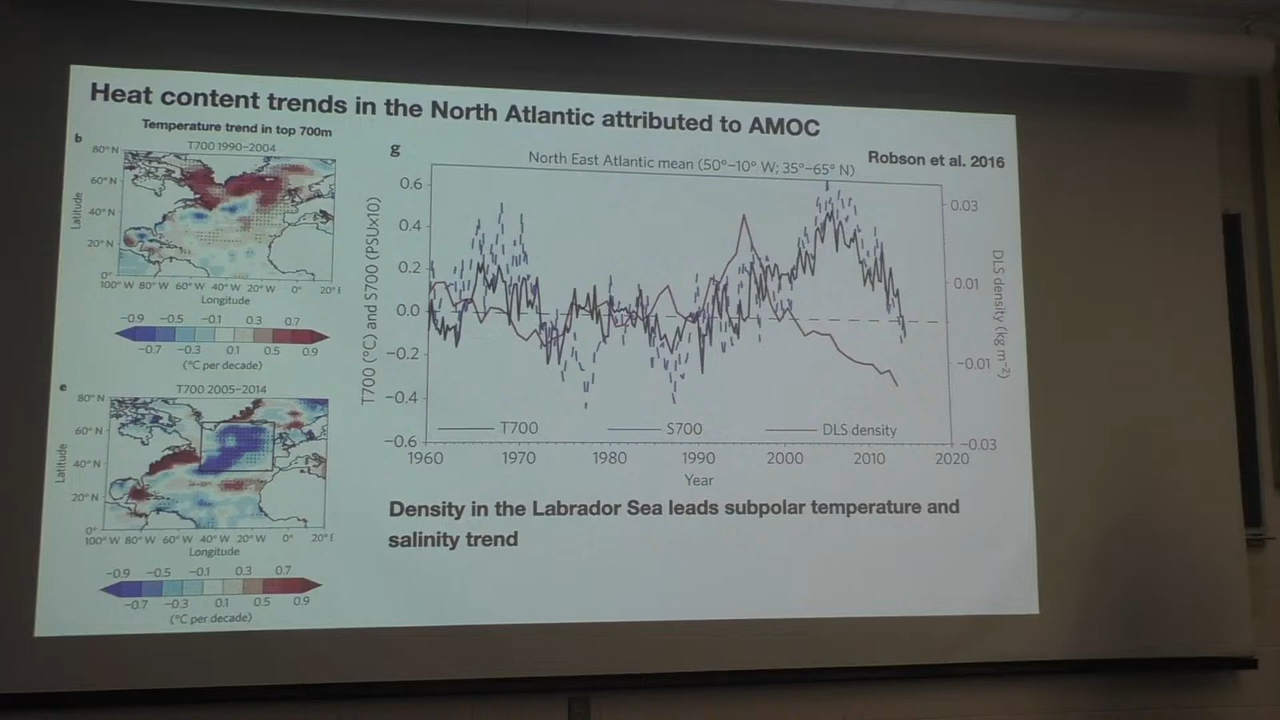 Heat content trends in the North Atlantic attributed to AMOC
Temperature trend in top 700m
b
T700 1990–2004
80° N
60° N
40° N
20° N
0°
Latitude
100° W 80° W 60° W 40° W 20° W 0° 20° E
Longitude
−0.9 −0.5 −0.1 0.3 0.7
−0.7 −0.3 0.1 0.5 0.9
(°C per decade)
e
T700 2005–2014
80° N
60° N
40° N
20° N
0°
Latitude
100° W 80° W 60° W 40° W 20° W 0° 20° E
Longitude
−0.9 −0.5 −0.1 0.3 0.7
−0.7 −0.3 0.1 0.5 0.9
(°C per decade)
g
North East Atlantic mean (50°–10° W; 35°–65° N)
Robson et al. 2016
T700 (°C) and S700 (PSU×10)
0.6
0.4
0.2
0.0
−0.2
−0.4
−0.6
0.03
0.01
−0.01
−0.03
DLS density (kg m⁻²)
T700 S700 DLS density
1960 1970 1980 1990 2000 2010 2020
Year
Density in the Labrador Sea leads subpolar temperature and
salinity trend